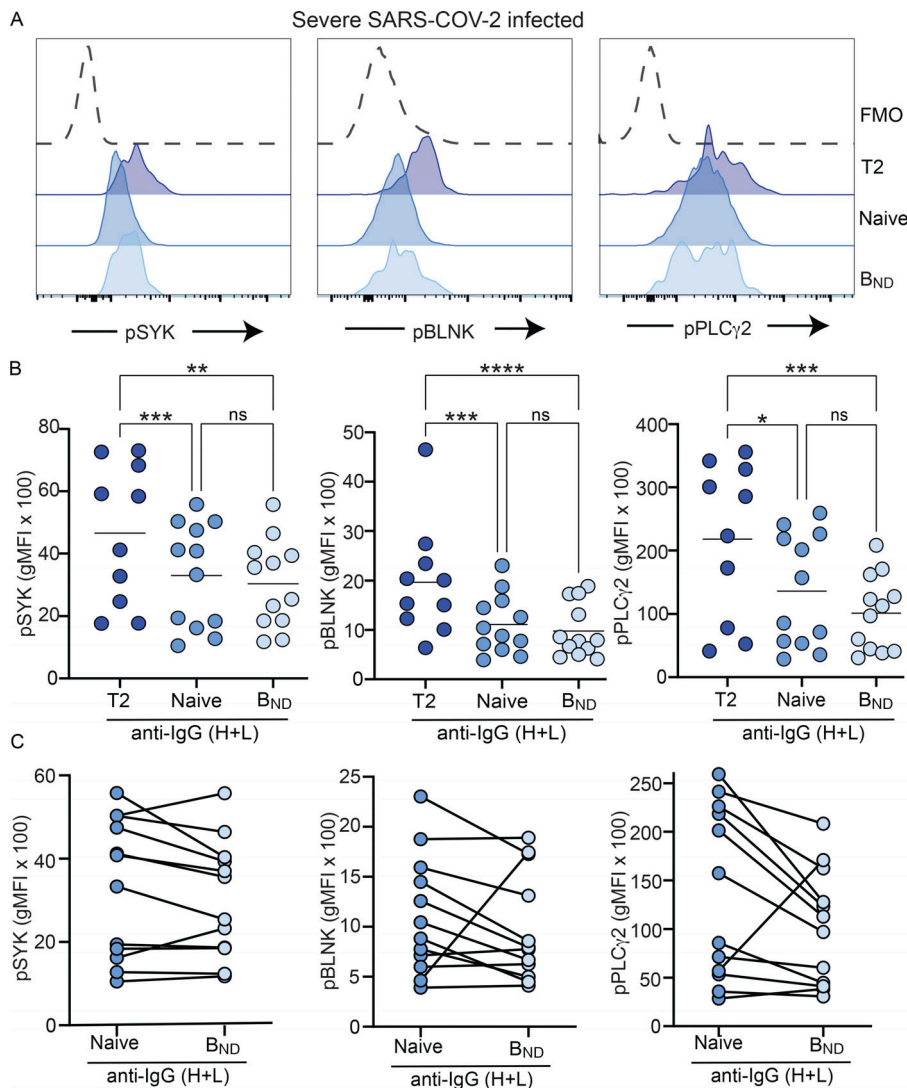 A
Severe SARS-COV-2 infected
FMO
T2
Naive
BND
pSYK
pBLNK
pPLCγ2
B
** **** ***
*** ns *** ns * ns
pSYK (gMFI x 100)
80
60
40
20
0
T2 Naive BND
anti-IgG (H+L)
pBLNK (gMFI x 100)
50
40
30
20
10
0
T2 Naive BND
anti-IgG (H+L)
pPLCγ2 (gMFI x 100)
400
300
200
100
0
T2 Naive BND
anti-IgG (H+L)
C
pSYK (gMFI x 100)
60
40
20
0
Naive BND
anti-IgG (H+L)
pBLNK (gMFI x 100)
25
20
15
10
5
0
Naive BND
anti-IgG (H+L)
pPLCγ2 (gMFI x 100)
250
200
150
100
50
0
Naive BND
anti-IgG (H+L)